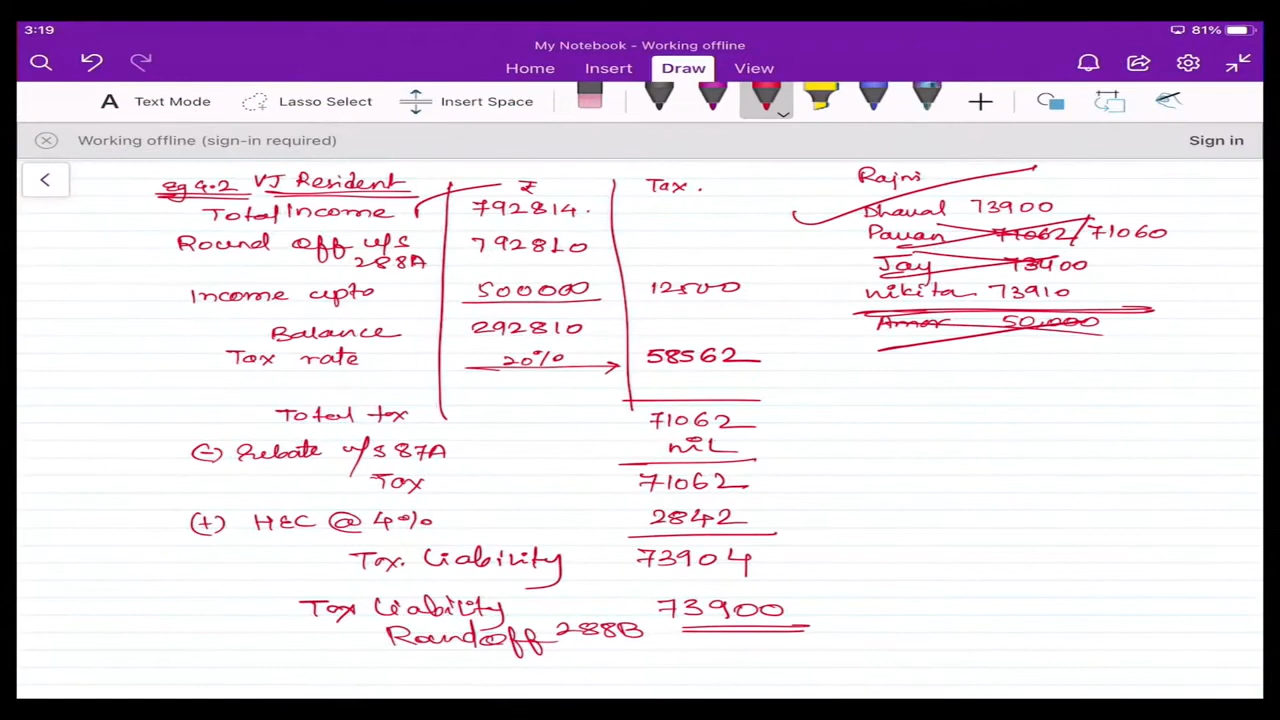 3:19
81%
My Notebook - Working offline
Home Insert Draw View
A Text Mode Lasso Select Insert Space
Working offline (sign-in required) Sign in
eg 4.2 VJ Resident ₹ Tax.
Total Income 792814.
Round off u/s 288A 792810
Income upto 500000 12500
Balance 292810
Tax rate 20% 58562
Total tax 71062
(-) Rebate u/s 87A nil
Tax 71062
(+) HEC @ 4% 2842
Tax. Liability 73904
Tax Liability 73900
Roundoff 288B
Rajni
Dhaval 73900
Pavan 71062/71060
Jay 73400
nikita 73910
Amar 50,000